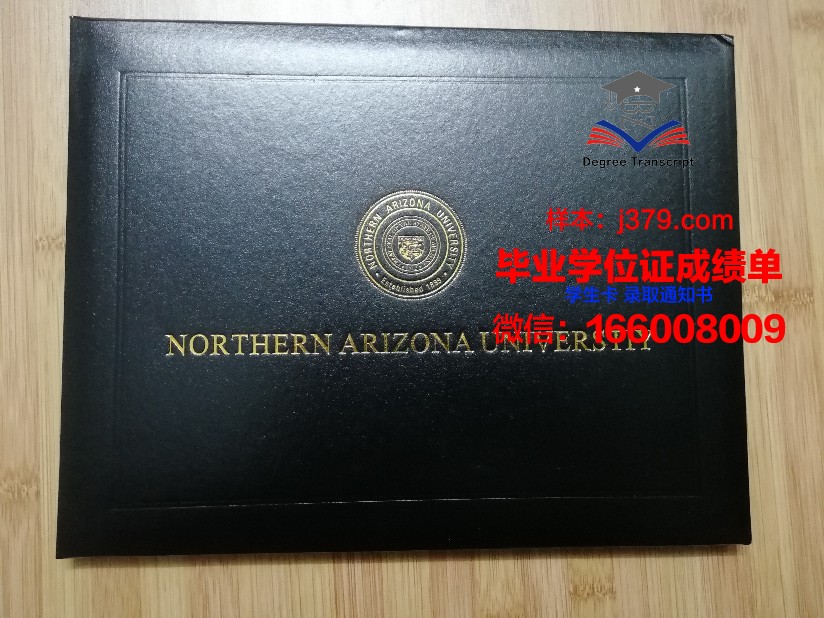 Degree Transcript
样本：j379.com
毕业学位证成绩单
学生卡 录取通知书
微信：166008009
NORTHERN ARIZONA UNIVERSITY
Established 1899
NORTHERN ARIZONA UNIVERSITY